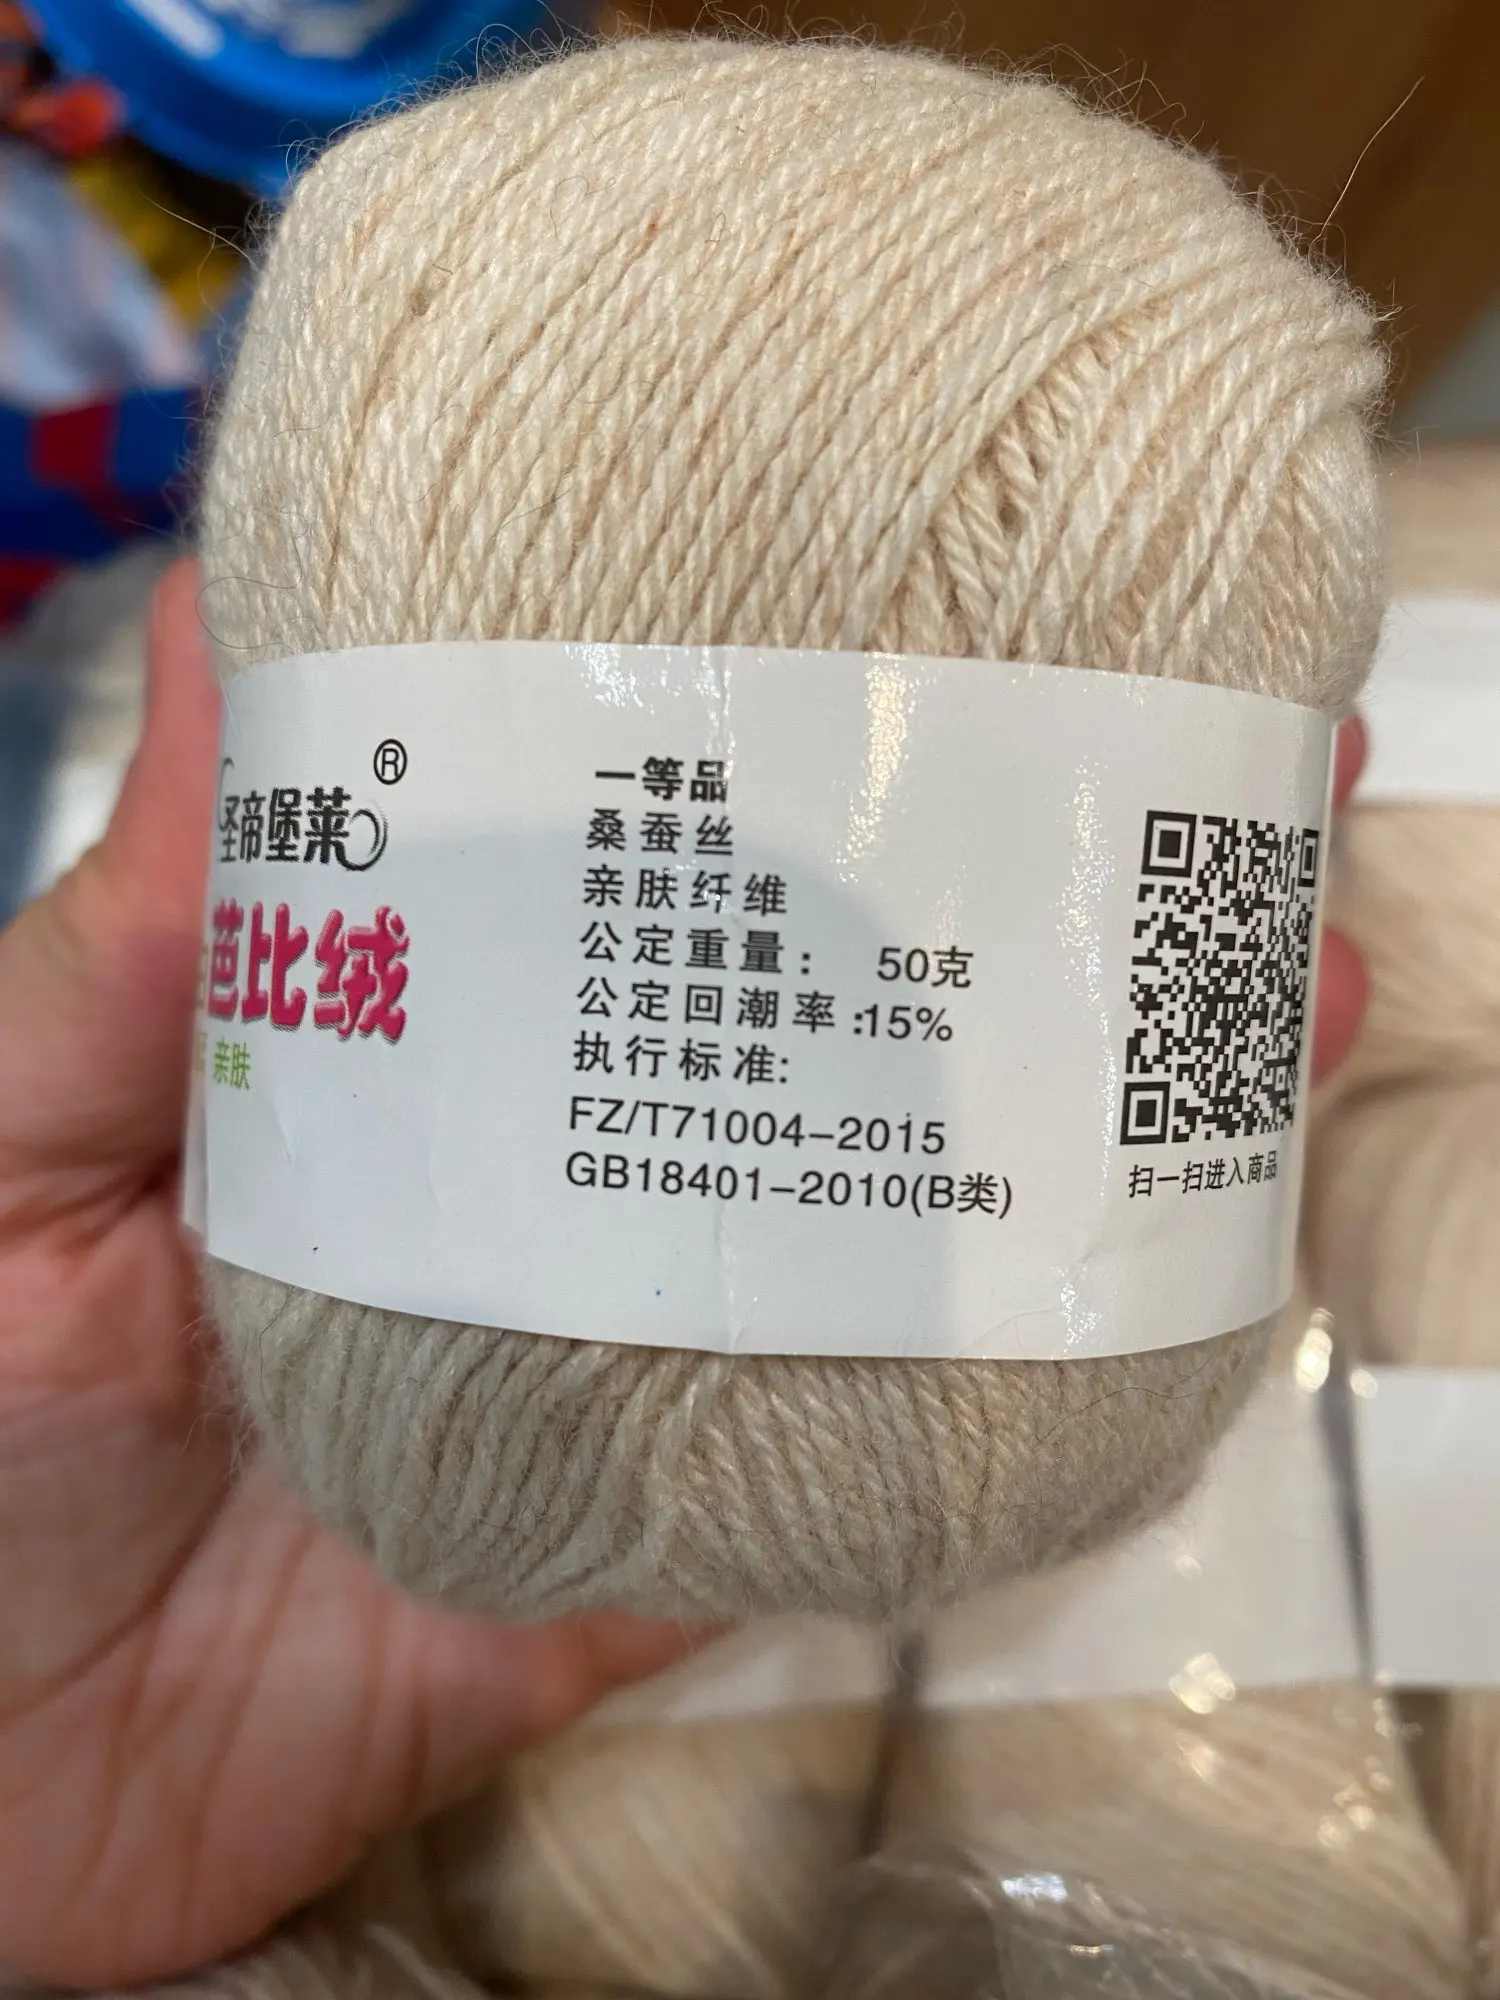 圣帝堡莱®
芭比绒
亲肤
一等品
桑蚕丝
亲肤纤维
公定重量： 50克
公定回潮率:15%
执行标准:
FZ/T71004-2015
GB18401-2010(B类)
扫一扫进入商品